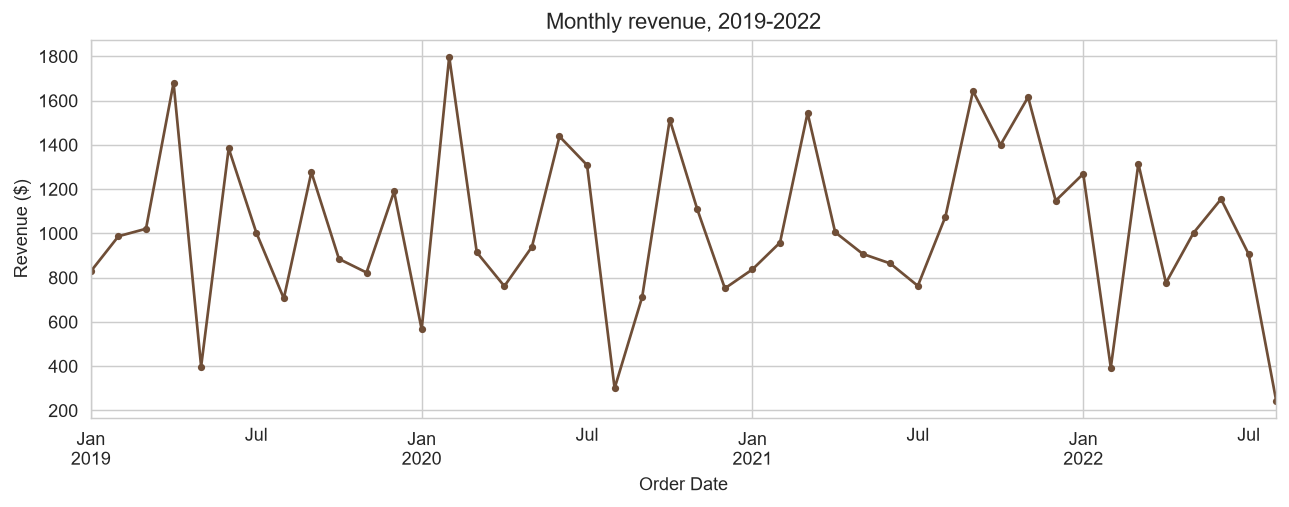 Monthly revenue, 2019-2022
Revenue ($)
1800
1600
1400
1200
1000
800
600
400
200
Jan Jul Jan Jul Jan Jul Jan Jul
2019 2020 2021 2022
Order Date